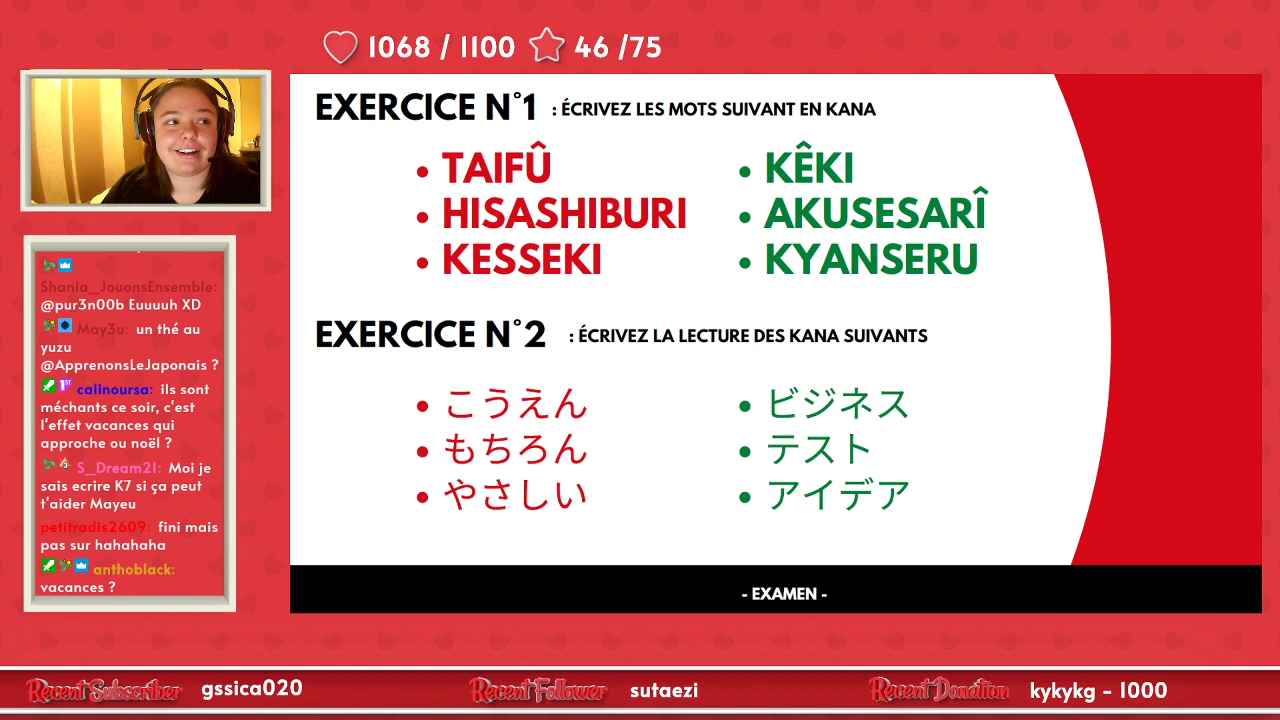 1068 / 1100 46 /75
EXERCICE N°1 : ÉCRIVEZ LES MOTS SUIVANT EN KANA
• TAIFÛ
• HISASHIBURI
• KESSEKI
• KÊKI
• AKUSESARÎ
• KYANSERU
EXERCICE N°2 : ÉCRIVEZ LA LECTURE DES KANA SUIVANTS
• こうえん
• もちろん
• やさしい
• ビジネス
• テスト
• アイデア
- EXAMEN -
Shania__JouonsEnsemble:
@pur3n00b Euuuuh XD
May3u: un thé au
yuzu
@ApprenonsLeJaponais ?
1ST calinoursa: ils sont
méchants ce soir, c'est
l'effet vacances qui
approche ou noël ?
S__Dream21: Moi je
sais ecrire K7 si ça peut
t'aider Mayeu
petitradis2609: fini mais
pas sur hahahaha
anthoblack:
vacances ?
Recent Subscriber gssica020
Recent Follower sutaezi
Recent Donation kykykg - 1000